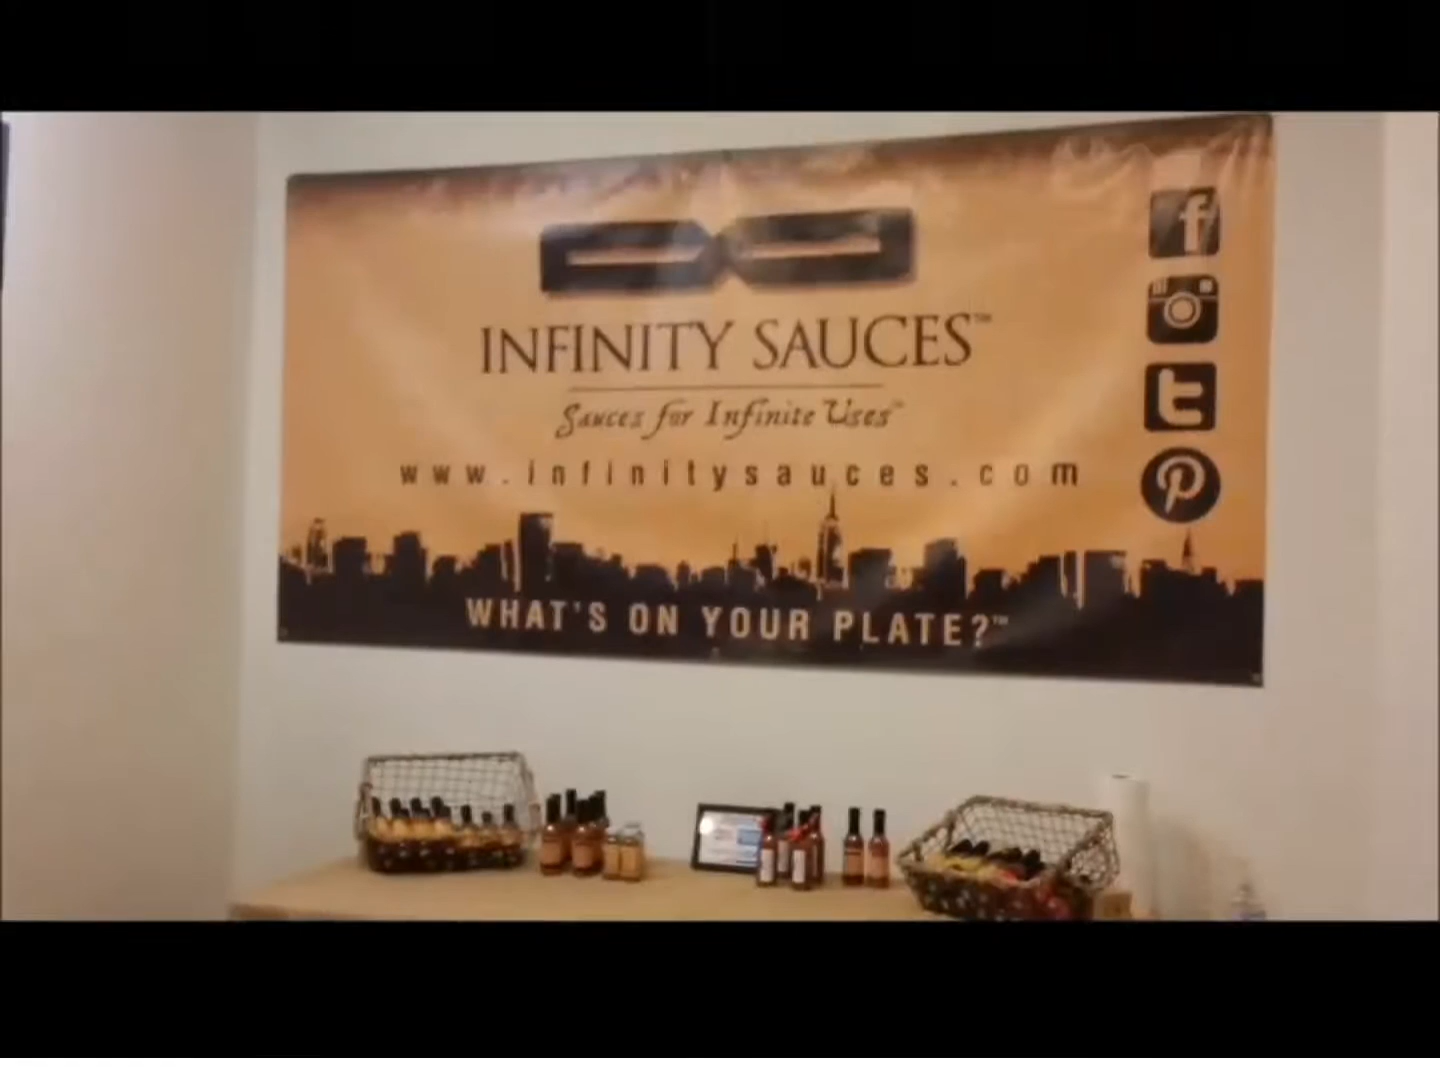 INFINITY SAUCES™
Sauces for Infinite Uses™
www.infinitysauces.com
WHAT'S ON YOUR PLATE?™